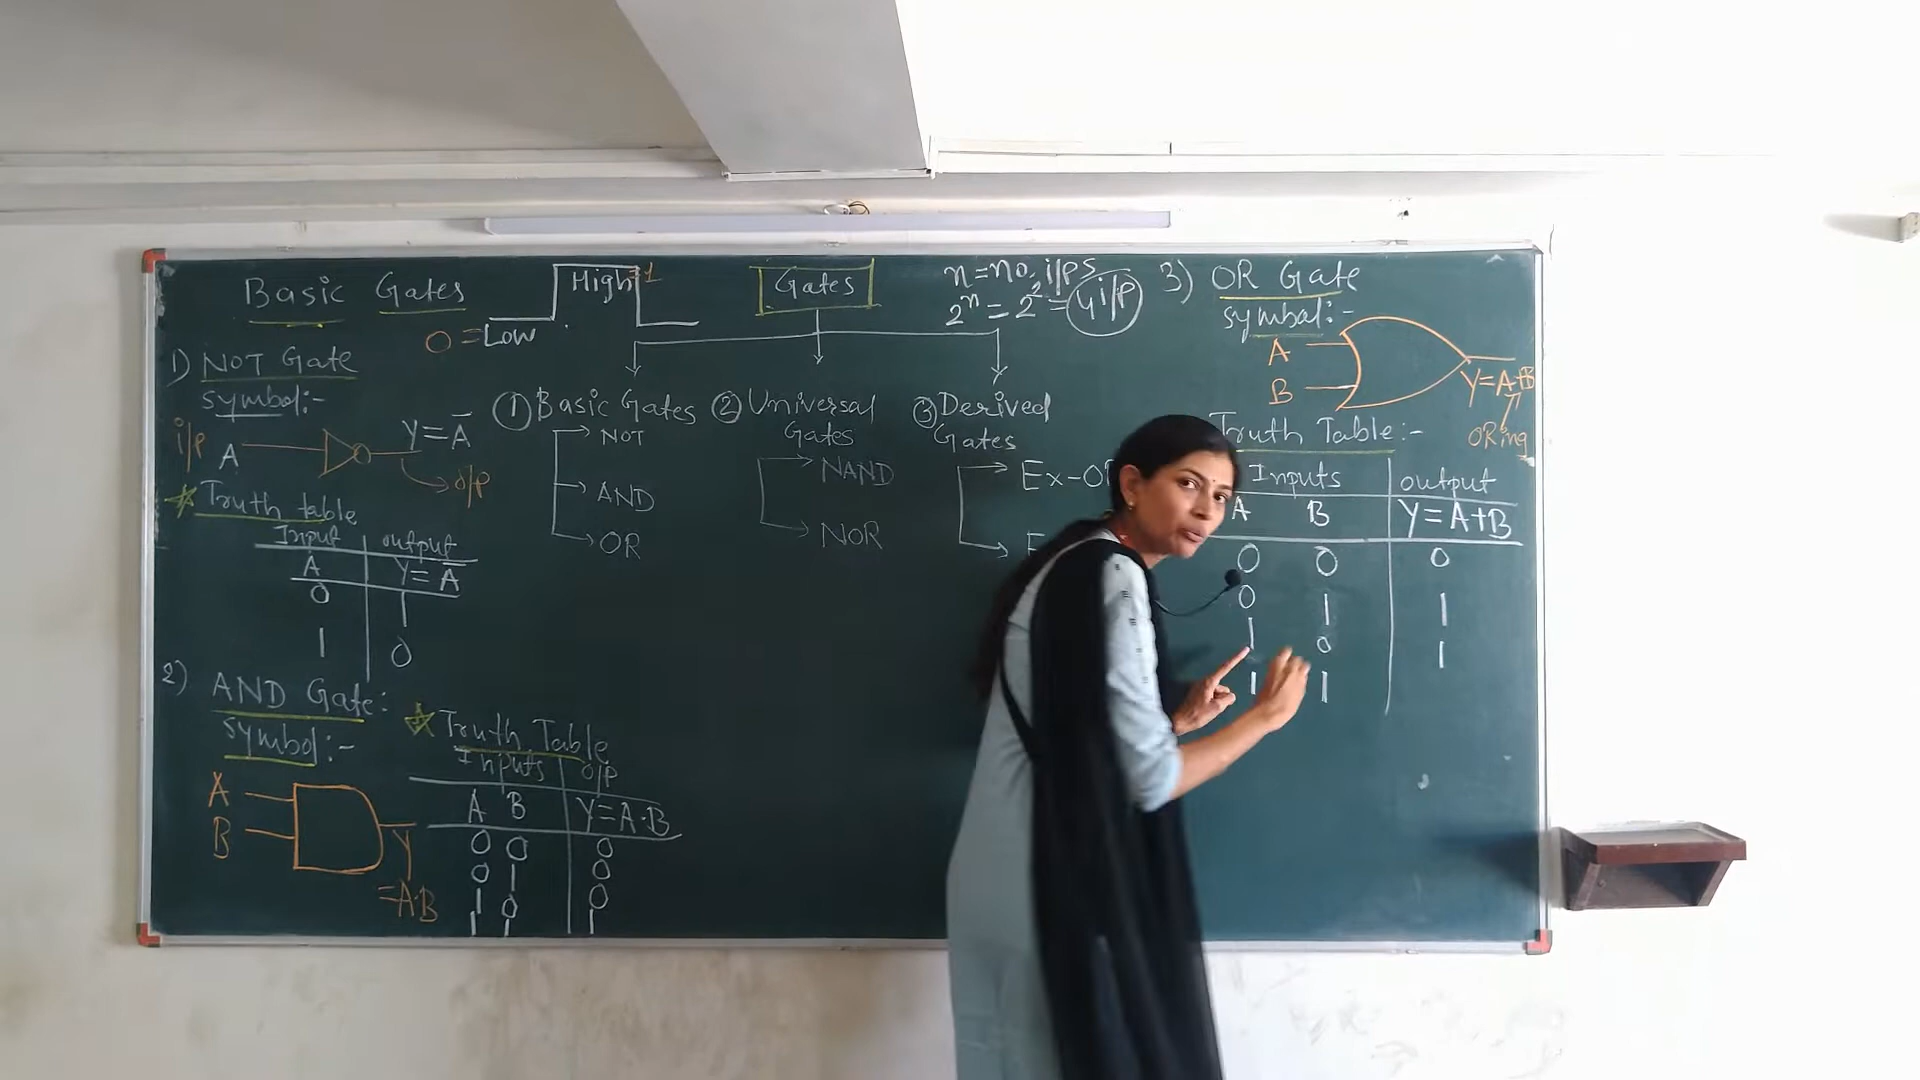 Basic Gates
High = 1
0 = Low
1) NOT Gate
symbol:-
i/p A
Y = A̅
o/p
Truth table
Input output
A Y = A̅
0 1
1 0
2) AND Gate:
symbol:-
A
B
Y
=A.B
Truth Table
Inputs o/p
A B Y=A.B
0 0 0
0 1 0
1 0 0
1 1 1
Gates
① Basic Gates
NOT
AND
OR
② Universal
Gates
NAND
NOR
③ Derived
Gates
n = no. i/ps
2ⁿ = 2² = 4 i/p
3) OR Gate
symbol:-
A
B
Y=A+B
ORing
Truth Table:-
Inputs output
A B Y=A+B
0 0 0
0 1 1
1 0 1
1 1